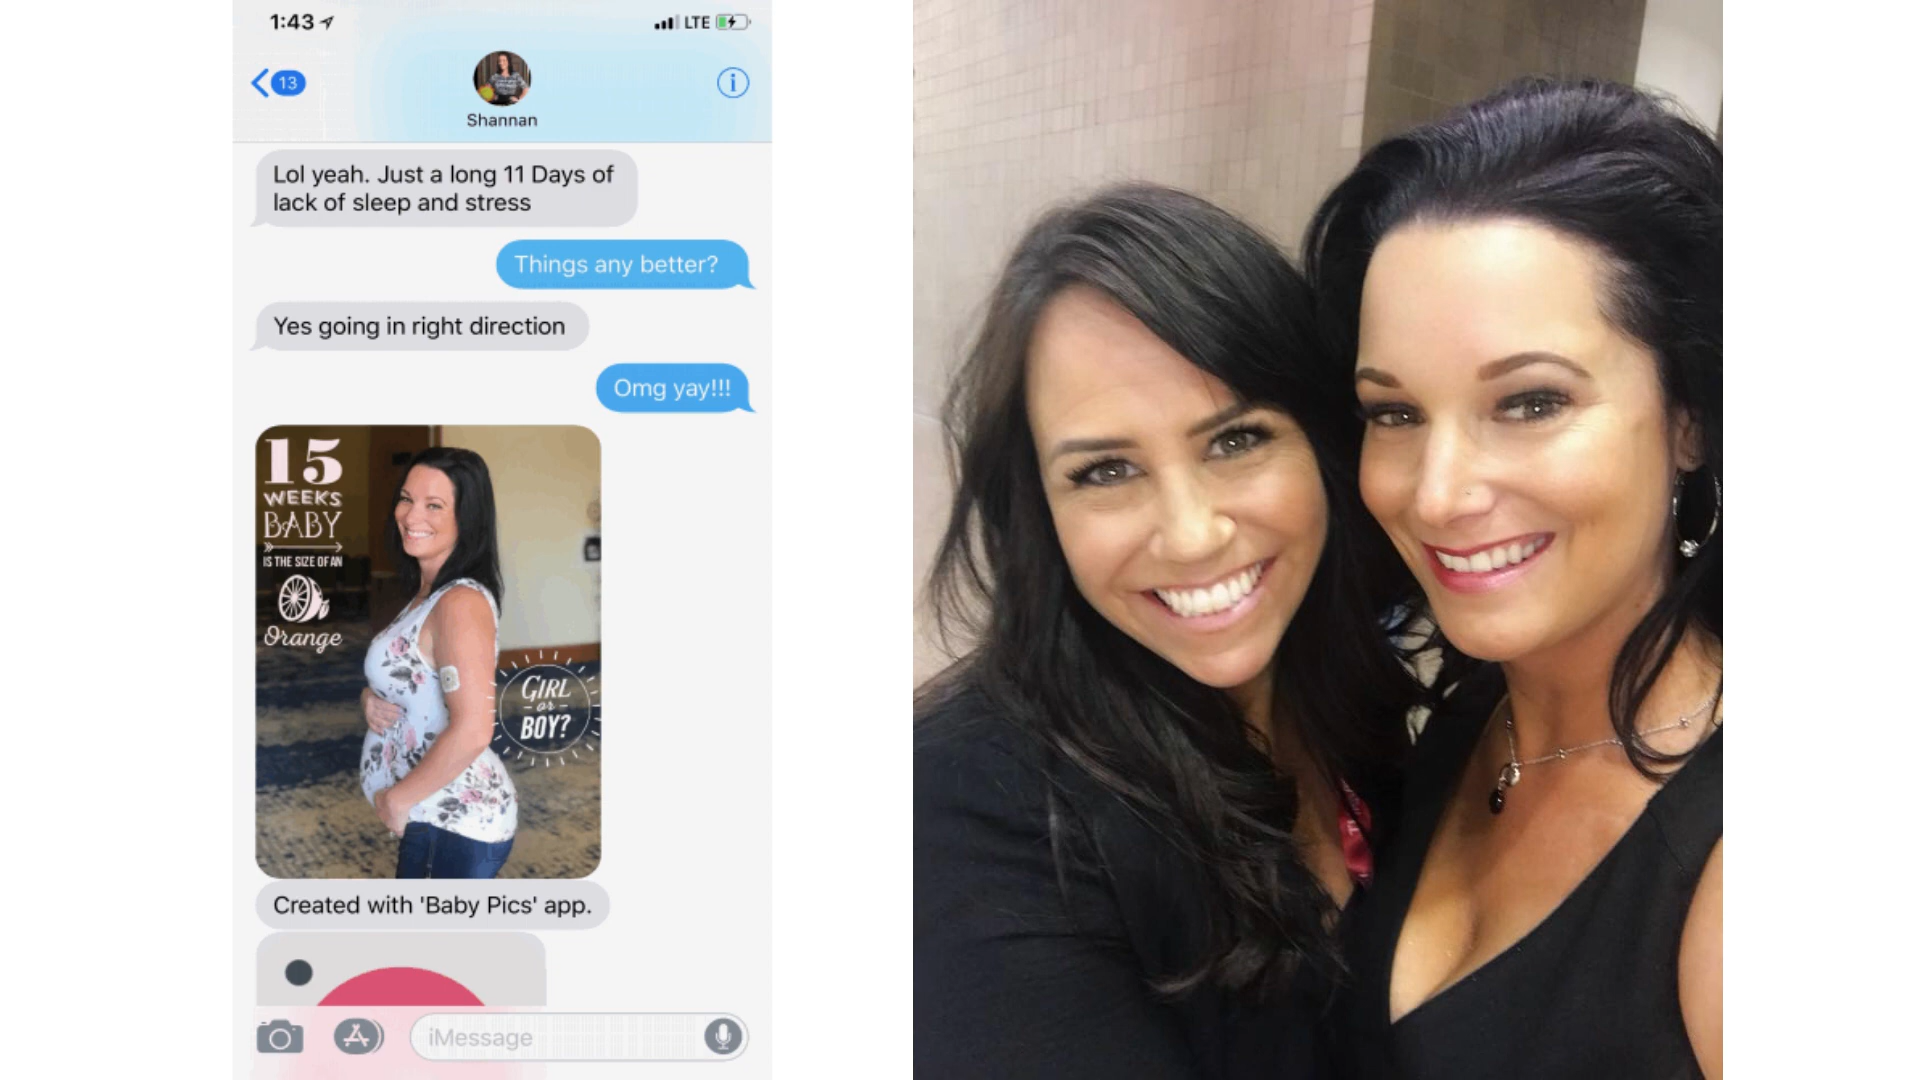 1:43
LTE
13
Shannan
Lol yeah. Just a long 11 Days of
lack of sleep and stress
Things any better?
Yes going in right direction
Omg yay!!!
15
WEEKS
BABY
IS THE SIZE OF AN
Orange
GIRL
- or -
BOY?
Created with 'Baby Pics' app.
iMessage